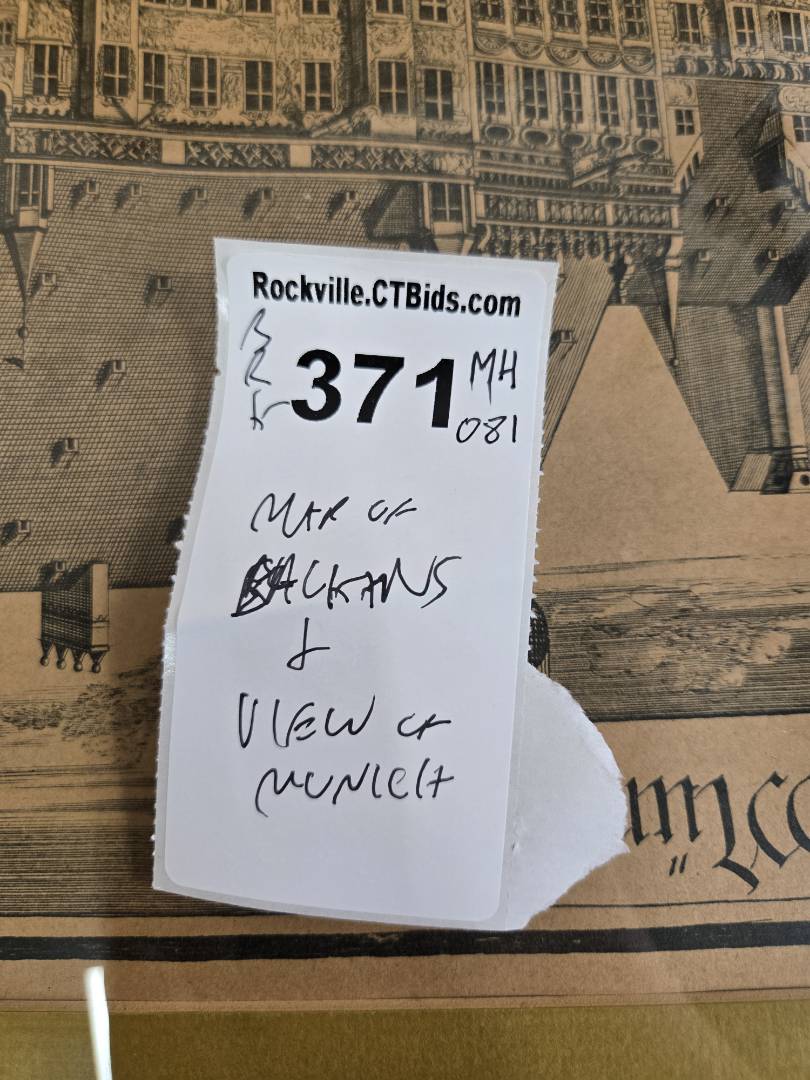 Rockville.CTBids.com
371 MH
081
MAP OF
BALKANS
&
VIEW OF
MUNICH